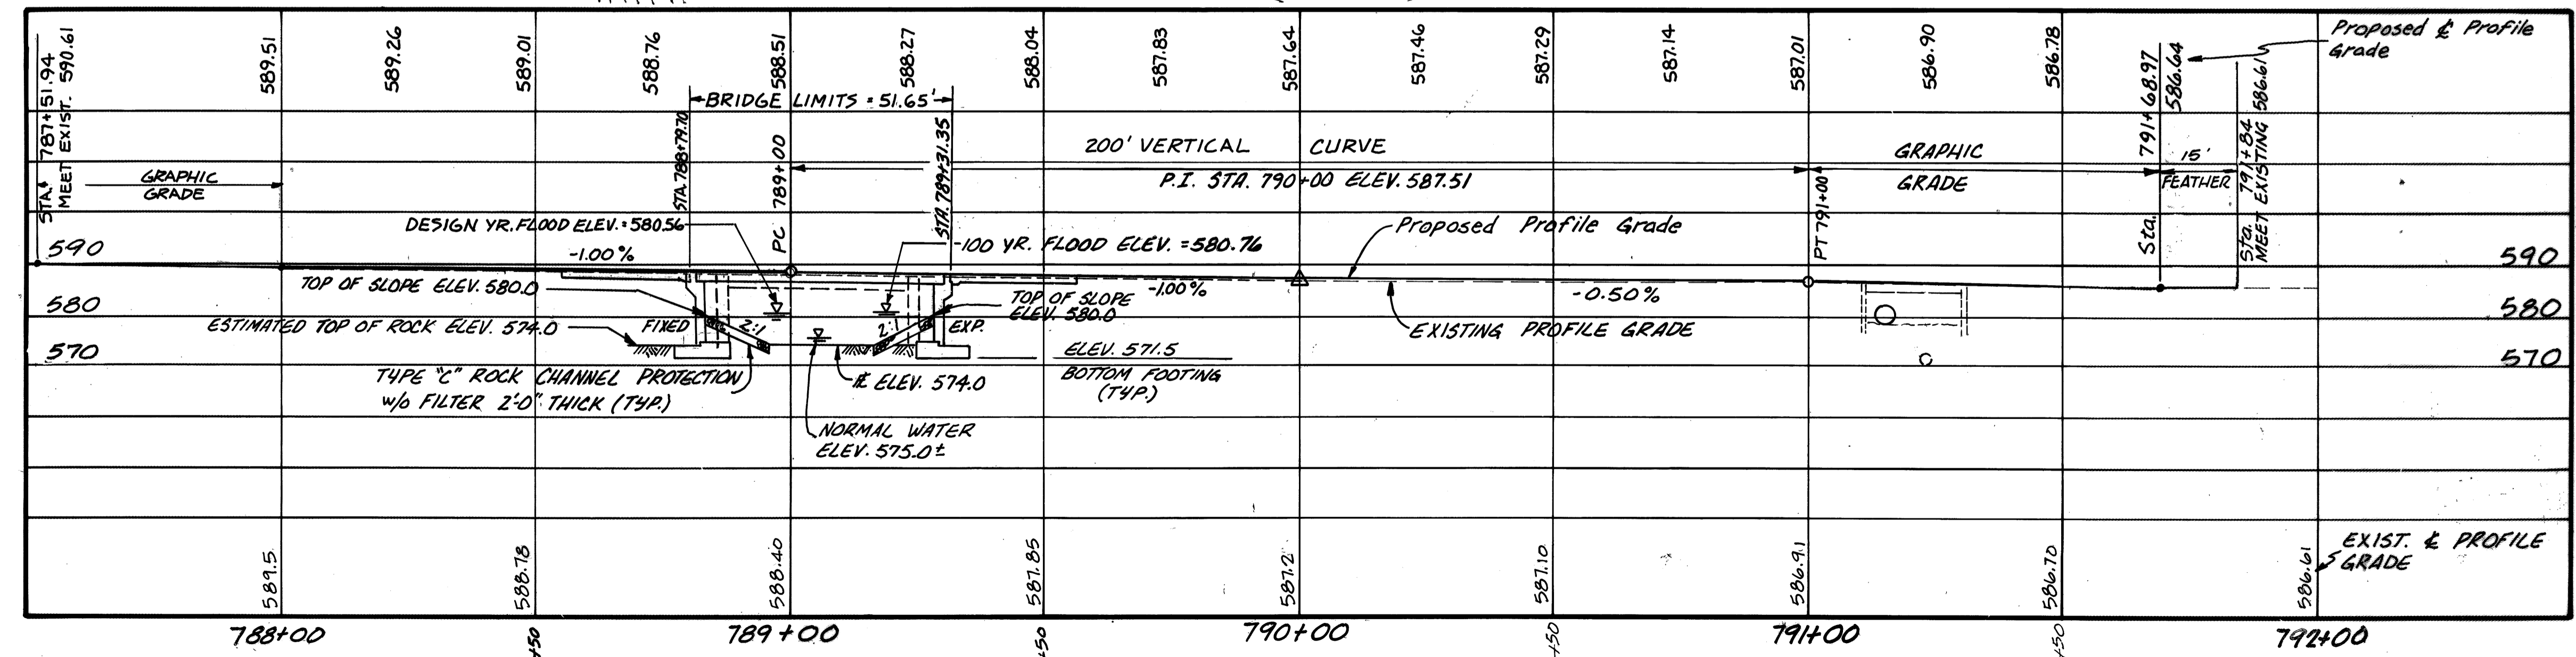 STA. 787+51.94
MEET EXIST. 590.61
589.51
589.26
589.01
588.76
588.51
588.27
588.04
587.83
587.64
587.46
587.29
587.14
587.01
586.90
586.78
Sta. 791+68.97
586.64
Proposed ₵ Profile
Grade
BRIDGE LIMITS = 51.65'
STA. 788+79.70
PC 789+00
STA. 789+31.35
200' VERTICAL CURVE
P.I. STA. 790+00 ELEV. 587.51
GRAPHIC
GRADE
GRAPHIC
GRADE
PT 791+00
15'
FEATHER
Sta. 791+84
MEET EXISTING 586.61
DESIGN YR. FLOOD ELEV. = 580.56
-100 YR. FLOOD ELEV. = 580.76
Proposed Profile Grade
590
-1.00%
590
TOP OF SLOPE ELEV. 580.0
TOP OF SLOPE
ELEV. 580.0
-1.00%
-0.50%
580
580
ESTIMATED TOP OF ROCK ELEV. 574.0
FIXED
2:1
2:1
EXP.
EXISTING PROFILE GRADE
570
570
ELEV. 571.5
BOTTOM FOOTING
(TYP.)
TYPE "C" ROCK CHANNEL PROTECTION
W/O FILTER 2'-0" THICK (TYP.)
₵ ELEV. 574.0
NORMAL WATER
ELEV. 575.0±
589.5
588.78
588.40
587.85
587.2
587.10
586.91
586.70
586.61
EXIST. ₵ PROFILE
GRADE
788+00
+50
789+00
+50
790+00
+50
791+00
+50
792+00